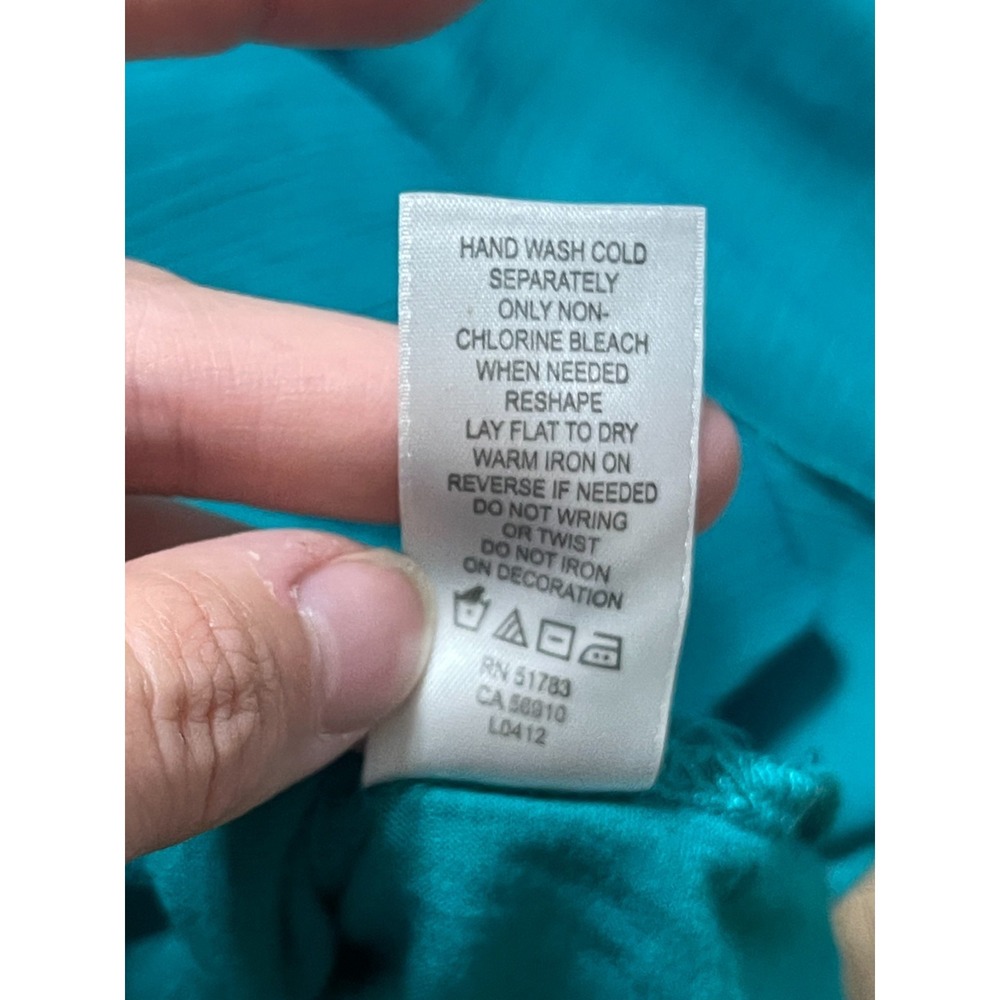 HAND WASH COLD
SEPARATELY
ONLY NON-
CHLORINE BLEACH
WHEN NEEDED
RESHAPE
LAY FLAT TO DRY
WARM IRON ON
REVERSE IF NEEDED
DO NOT WRING
OR TWIST
DO NOT IRON
ON DECORATION
RN 51783
CA 56910
L0412